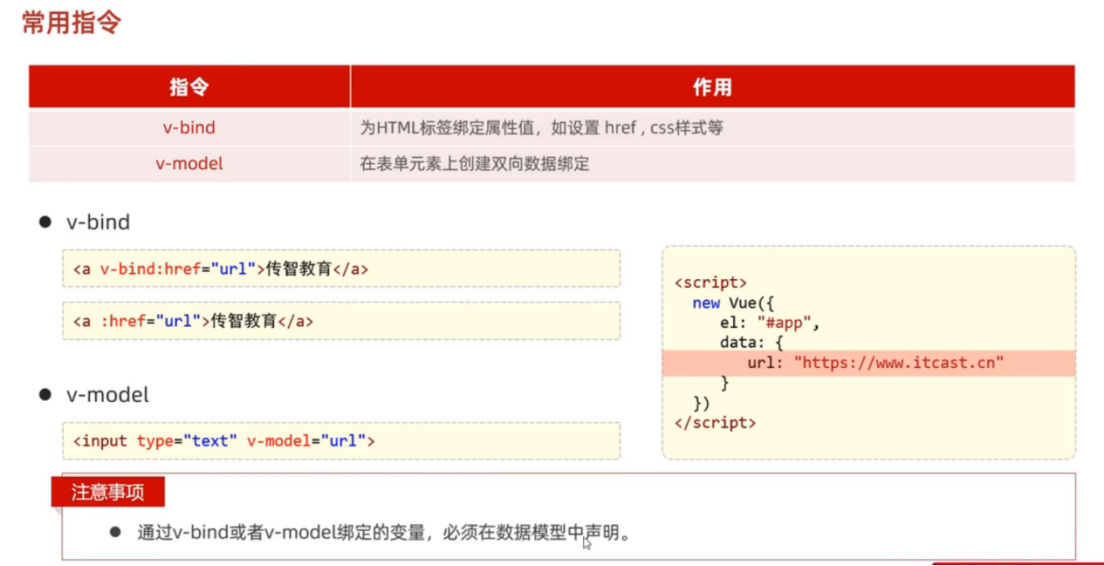 常用指令
指令 作用
v-bind 为HTML标签绑定属性值，如设置 href , css样式等
v-model 在表单元素上创建双向数据绑定
● v-bind
<a v-bind:href="url">传智教育</a>
<a :href="url">传智教育</a>
● v-model
<input type="text" v-model="url">
<script>
new Vue({
el: "#app",
data: {
url: "https://www.itcast.cn"
}
})
</script>
注意事项
● 通过v-bind或者v-model绑定的变量，必须在数据模型中声明。